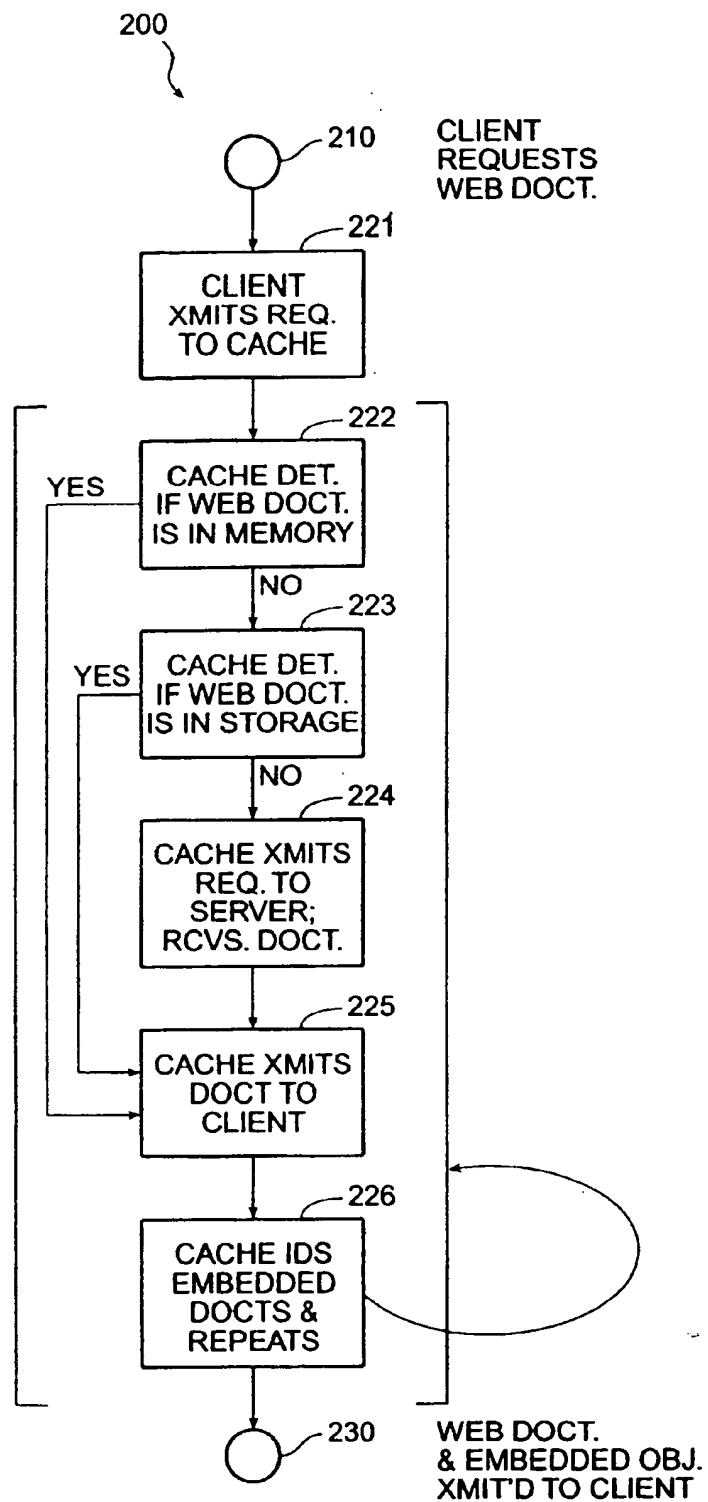 200
210
CLIENT
REQUESTS
WEB DOCT.
221
CLIENT
XMITS REQ.
TO CACHE
222
YES
CACHE DET.
IF WEB DOCT.
IS IN MEMORY
NO
223
YES
CACHE DET.
IF WEB DOCT.
IS IN STORAGE
NO
224
CACHE XMITS
REQ. TO
SERVER;
RCVS. DOCT.
225
CACHE XMITS
DOCT TO
CLIENT
226
CACHE IDS
EMBEDDED
DOCTS &
REPEATS
230
WEB DOCT.
& EMBEDDED OBJ.
XMIT'D TO CLIENT